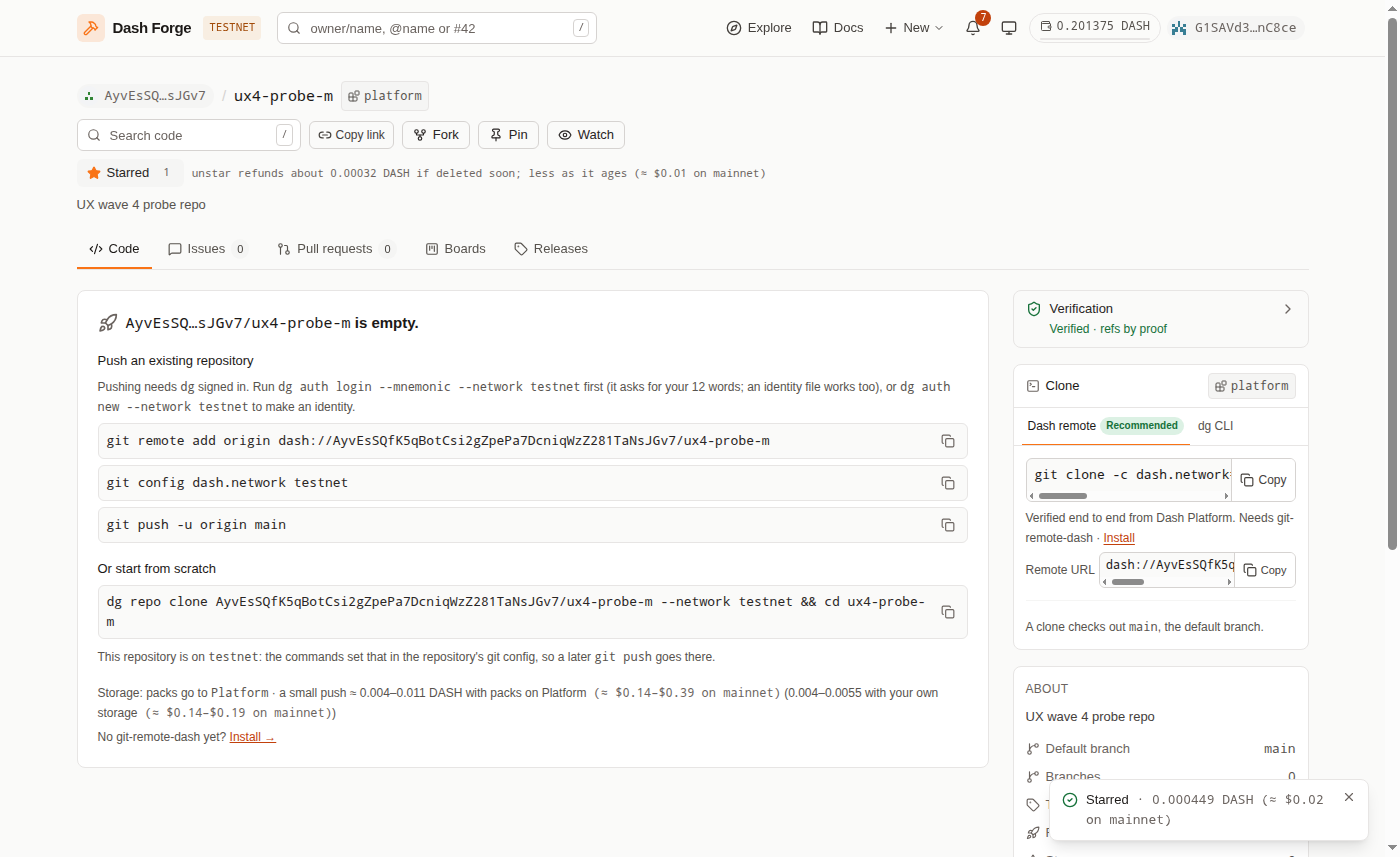 Dash Forge TESTNET owner/name, @name or #42 / Explore Docs New 7 0.201375 DASH G1SAVd3…nC8ce
AyvEsSQ…sJGv7 / ux4-probe-m platform
Search code / Copy link Fork Pin Watch
Starred 1 unstar refunds about 0.00032 DASH if deleted soon; less as it ages (≈ $0.01 on mainnet)
UX wave 4 probe repo
Code Issues 0 Pull requests 0 Boards Releases
AyvEsSQ…sJGv7/ux4-probe-m is empty.
Push an existing repository
Pushing needs dg signed in. Run dg auth login --mnemonic --network testnet first (it asks for your 12 words; an identity file works too), or dg auth
new --network testnet to make an identity.
git remote add origin dash://AyvEsSQfK5qBotCsi2gZpePa7DcniqWzZ281TaNsJGv7/ux4-probe-m
git config dash.network testnet
git push -u origin main
Or start from scratch
dg repo clone AyvEsSQfK5qBotCsi2gZpePa7DcniqWzZ281TaNsJGv7/ux4-probe-m --network testnet && cd ux4-probe-
m
This repository is on testnet: the commands set that in the repository's git config, so a later git push goes there.
Storage: packs go to Platform · a small push ≈ 0.004–0.011 DASH with packs on Platform (≈ $0.14–$0.39 on mainnet) (0.004–0.0055 with your own
storage (≈ $0.14–$0.19 on mainnet))
No git-remote-dash yet? Install →
Verification
Verified · refs by proof
Clone platform
Dash remote Recommended dg CLI
git clone -c dash.network Copy
Verified end to end from Dash Platform. Needs git-
remote-dash · Install
Remote URL dash://AyvEsSQfK5q Copy
A clone checks out main, the default branch.
ABOUT
UX wave 4 probe repo
Default branch main
Branches 0
Starred · 0.000449 DASH (≈ $0.02
on mainnet)